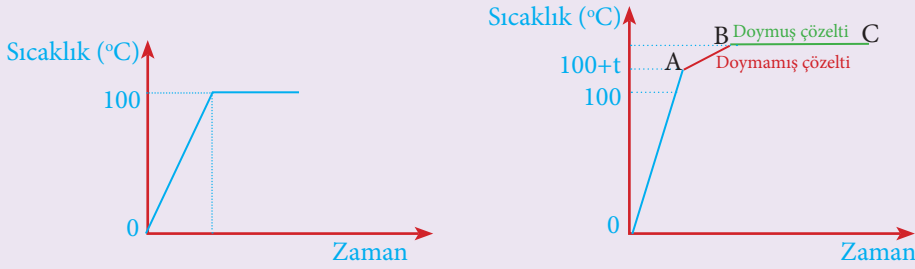 Sıcaklık (°C)
100
0
Zaman
Sıcaklık (°C)
B Doymuş çözelti C
100+t A Doymamış çözelti
100
0
Zaman